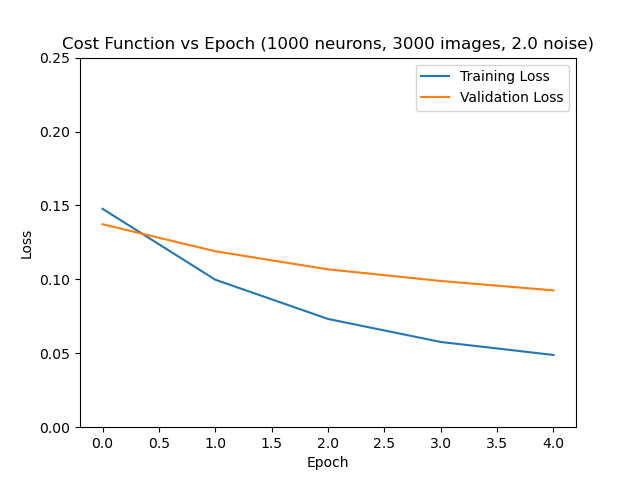 Cost Function vs Epoch (1000 neurons, 3000 images, 2.0 noise)
Training Loss
Validation Loss
0.25
0.20
0.15
0.10
0.05
0.00
Loss
0.0 0.5 1.0 1.5 2.0 2.5 3.0 3.5 4.0
Epoch